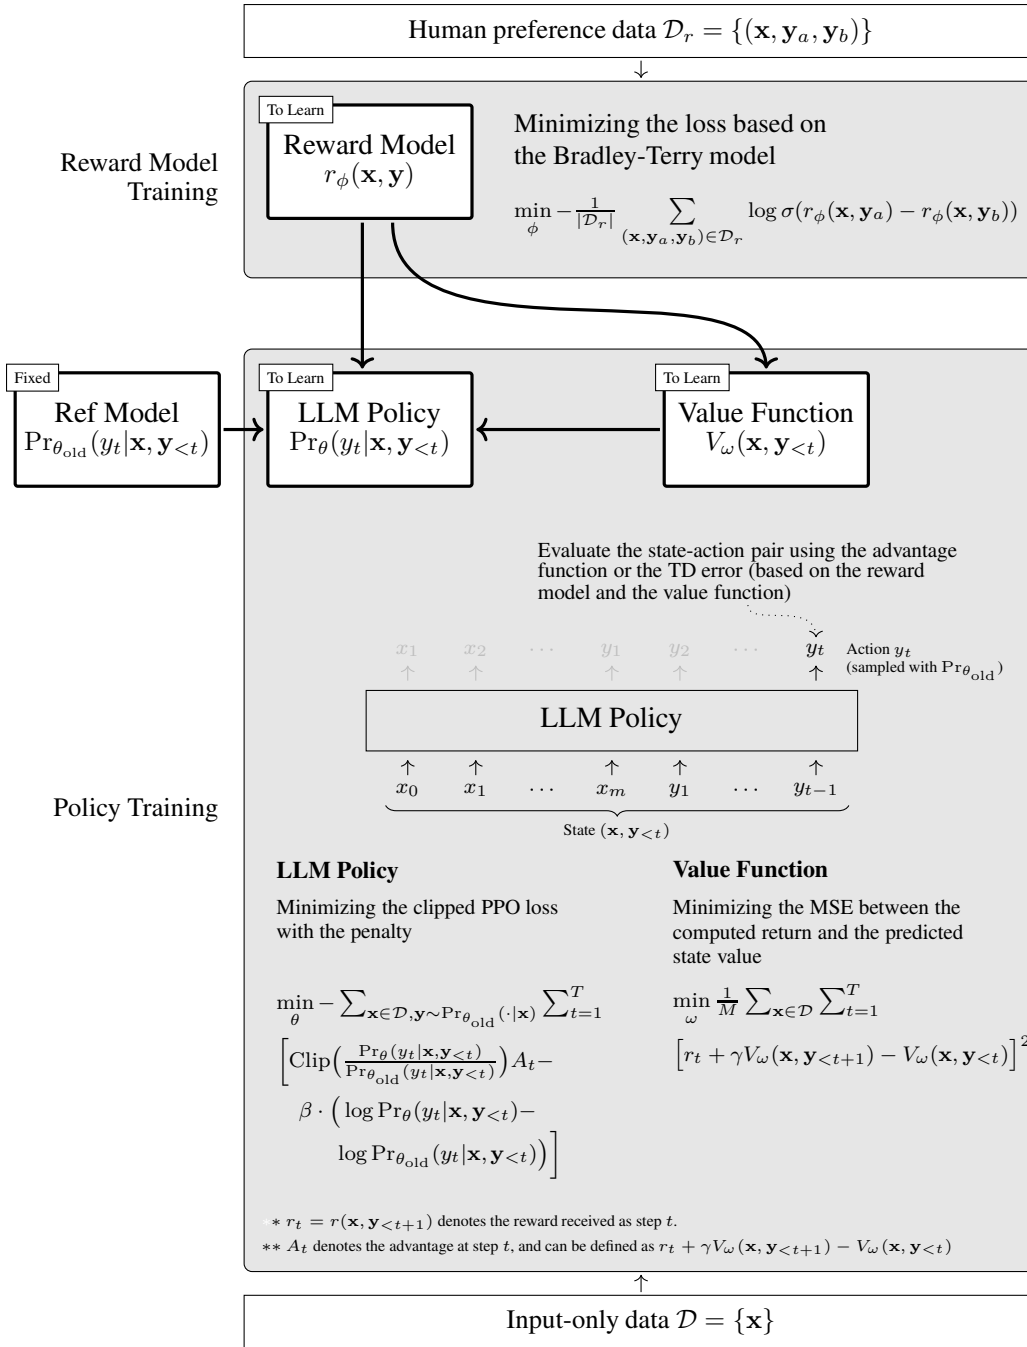 Human preference data 𝒟_r = {(𝐱, 𝐲_a, 𝐲_b)}
↓
To Learn
Reward Model
r_ϕ(𝐱, 𝐲)
Minimizing the loss based on
the Bradley-Terry model
min_ϕ − 1/|𝒟_r| ∑_{(𝐱,𝐲_a,𝐲_b)∈𝒟_r} log σ(r_ϕ(𝐱, 𝐲_a) − r_ϕ(𝐱, 𝐲_b))
Reward Model
Training
Fixed
Ref Model
Pr_{θ_old}(y_t|𝐱, 𝐲_{<t})
To Learn
LLM Policy
Pr_θ(y_t|𝐱, 𝐲_{<t})
To Learn
Value Function
V_ω(𝐱, 𝐲_{<t})
Evaluate the state-action pair using the advantage
function or the TD error (based on the reward
model and the value function)
x_1 x_2 ⋯ y_1 y_2 ⋯ y_t
Action y_t
(sampled with Pr_{θ_old})
↑ ↑ ↑ ↑ ↑
LLM Policy
↑ ↑ ↑ ↑ ↑
x_0 x_1 ⋯ x_m y_1 ⋯ y_{t−1}
State (𝐱, 𝐲_{<t})
Policy Training
LLM Policy
Minimizing the clipped PPO loss
with the penalty
min_θ − ∑_{𝐱∈𝒟,𝐲∼Pr_{θ_old}(·|𝐱)} ∑_{t=1}^T
[Clip(Pr_θ(y_t|𝐱,𝐲_{<t})/Pr_{θ_old}(y_t|𝐱,𝐲_{<t}))A_t−
β · (log Pr_θ(y_t|𝐱, 𝐲_{<t})−
log Pr_{θ_old}(y_t|𝐱, 𝐲_{<t}))]
Value Function
Minimizing the MSE between the
computed return and the predicted
state value
min_ω 1/M ∑_{𝐱∈𝒟} ∑_{t=1}^T
[r_t + γV_ω(𝐱, 𝐲_{<t+1}) − V_ω(𝐱, 𝐲_{<t})]^2
∗ r_t = r(𝐱, 𝐲_{<t+1}) denotes the reward received as step t.
∗∗ A_t denotes the advantage at step t, and can be defined as r_t + γV_ω(𝐱, 𝐲_{<t+1}) − V_ω(𝐱, 𝐲_{<t})
↑
Input-only data 𝒟 = {𝐱}